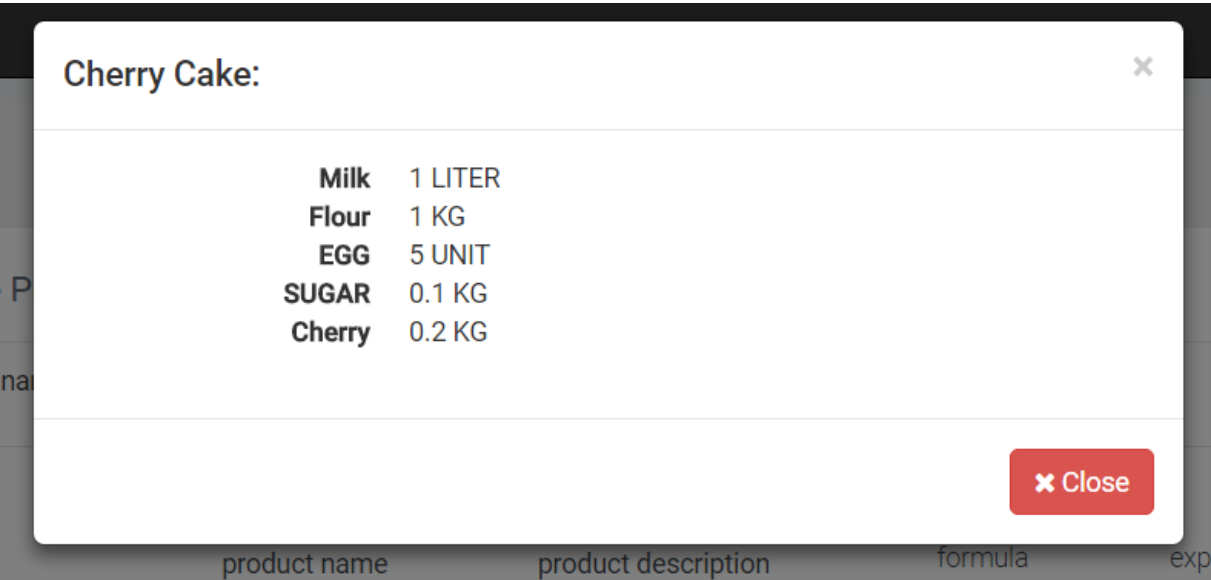 Cherry Cake:
×
Milk 1 LITER
Flour 1 KG
EGG 5 UNIT
SUGAR 0.1 KG
Cherry 0.2 KG
× Close
product name product description formula